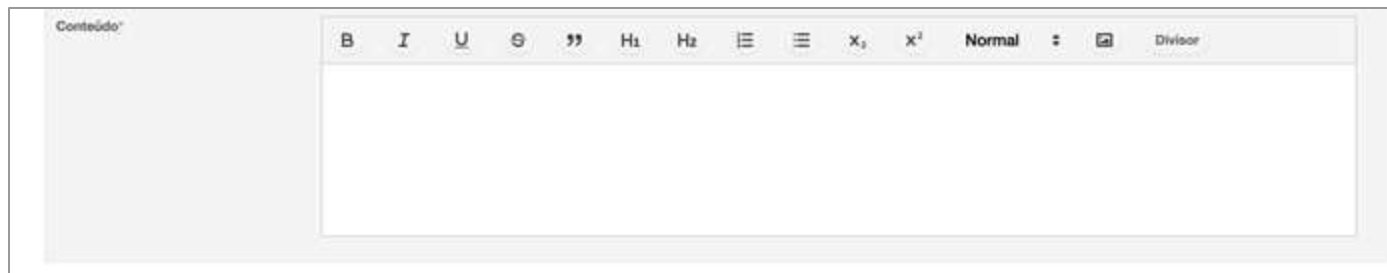 Conteúdo*
B I U S ” H1 H2 X2 X² Normal Divisor